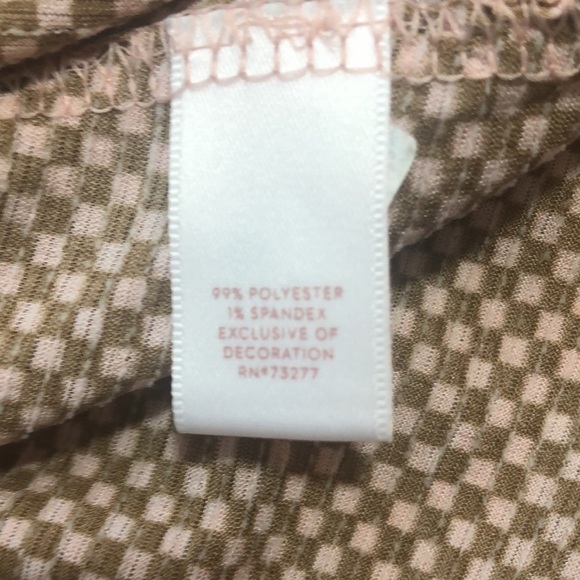 99% POLYESTER
1% SPANDEX
EXCLUSIVE OF
DECORATION
RN#73277